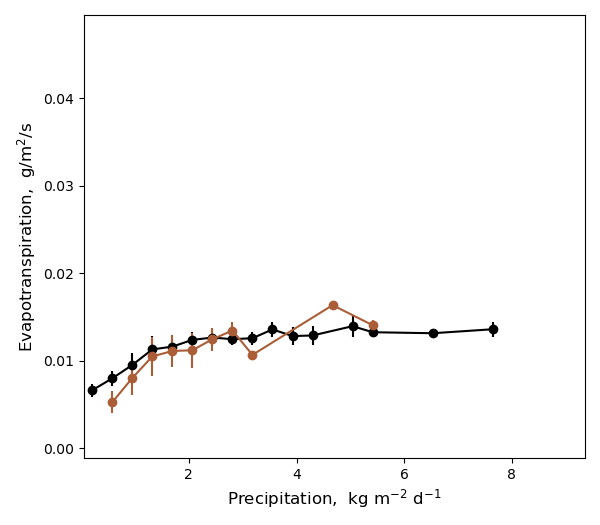 0.04
0.03
0.02
0.01
0.00
Evapotranspiration, g/m²/s
2 4 6 8
Precipitation, kg m⁻² d⁻¹